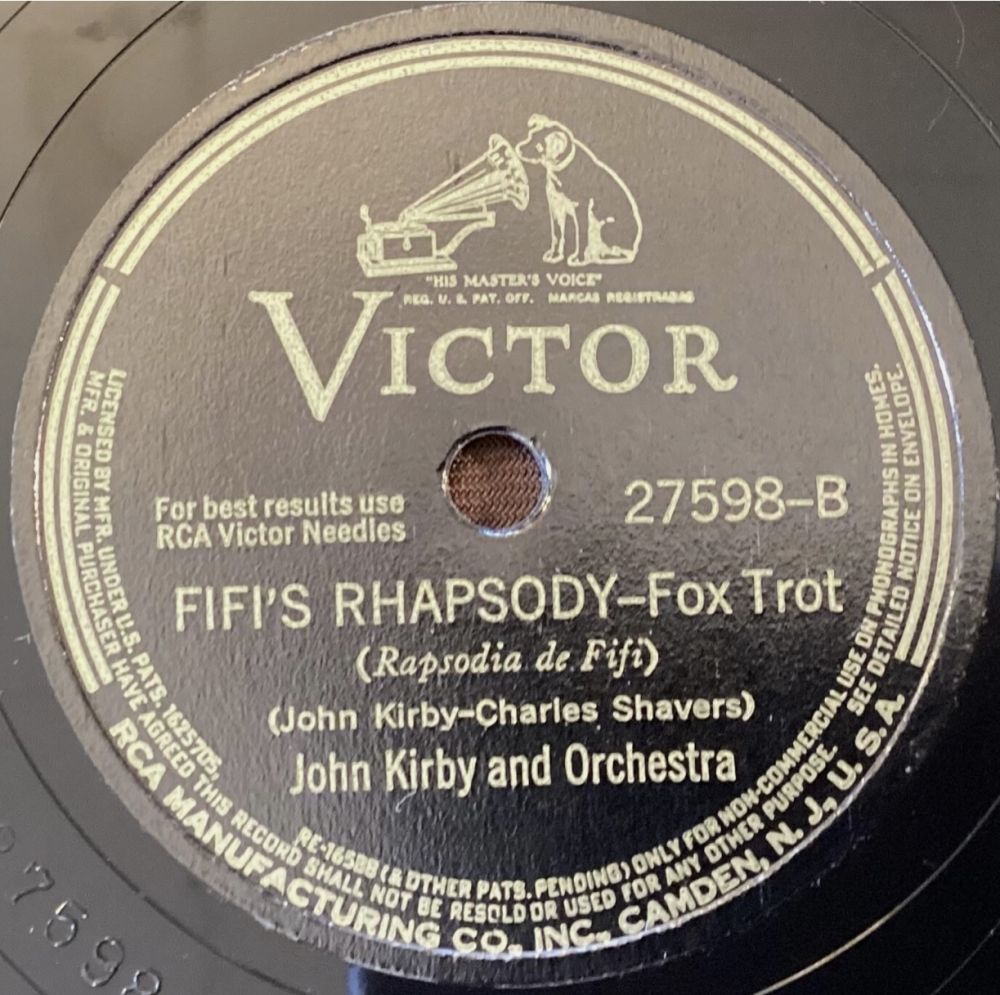 "HIS MASTER'S VOICE"
REG. U. S. PAT. OFF. MARCAS REGISTRADAS
VICTOR
For best results use
RCA Victor Needles
27598-B
FIFI'S RHAPSODY-Fox Trot
(Rapsodia de Fifi)
(John Kirby-Charles Shavers)
John Kirby and Orchestra
LICENSED BY MFR. UNDER U.S. PATS. 1625705, RE-16588 (& OTHER PATS. PENDING) ONLY FOR NON-COMMERCIAL USE ON PHONOGRAPHS IN HOMES.
MFR. & ORIGINAL PURCHASER HAVE AGREED THIS RECORD SHALL NOT BE RESOLD OR USED FOR ANY OTHER PURPOSE. SEE DETAILED NOTICE ON ENVELOPE.
RCA MANUFACTURING CO., INC., CAMDEN, N. J., U. S. A.
27598